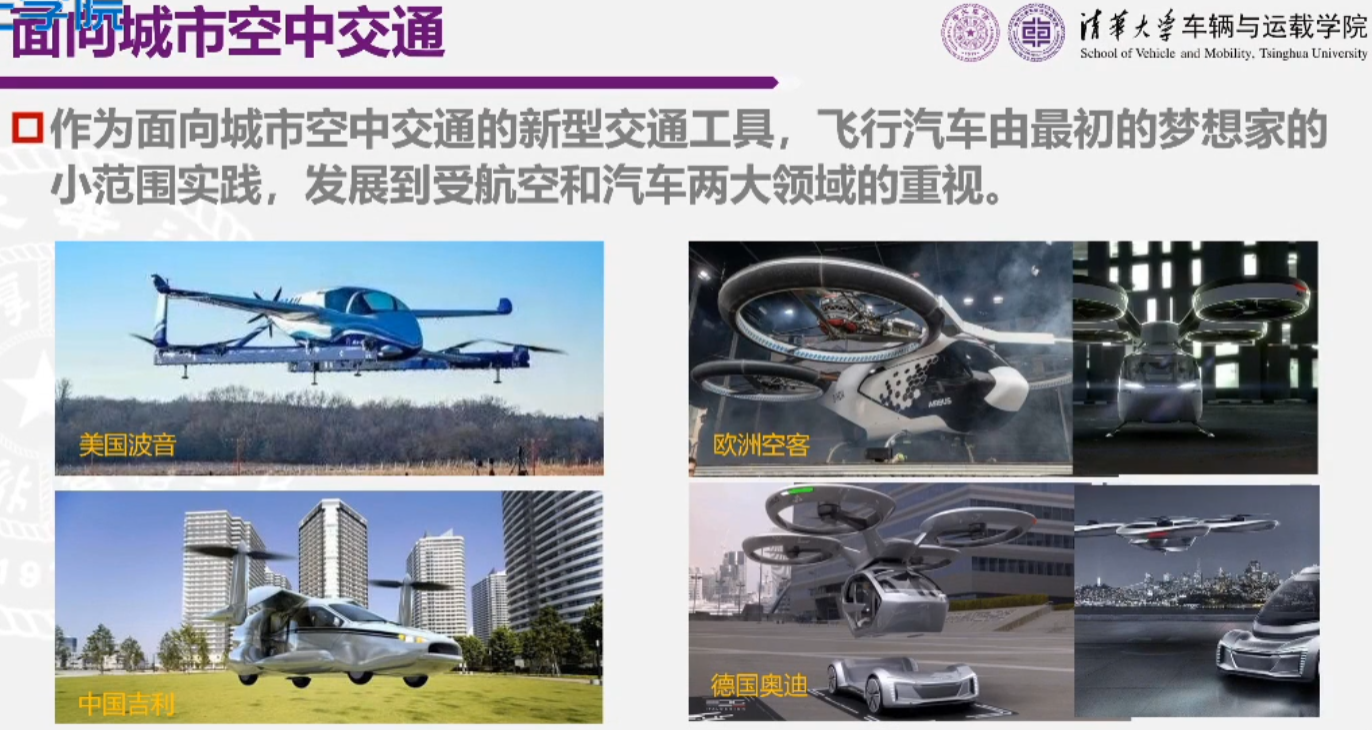 面向城市空中交通
清华大学车辆与运载学院
School of Vehicle and Mobility, Tsinghua University
作为面向城市空中交通的新型交通工具，飞行汽车由最初的梦想家的
小范围实践，发展到受航空和汽车两大领域的重视。
美国波音
欧洲空客
AIRBUS
中国吉利
德国奥迪